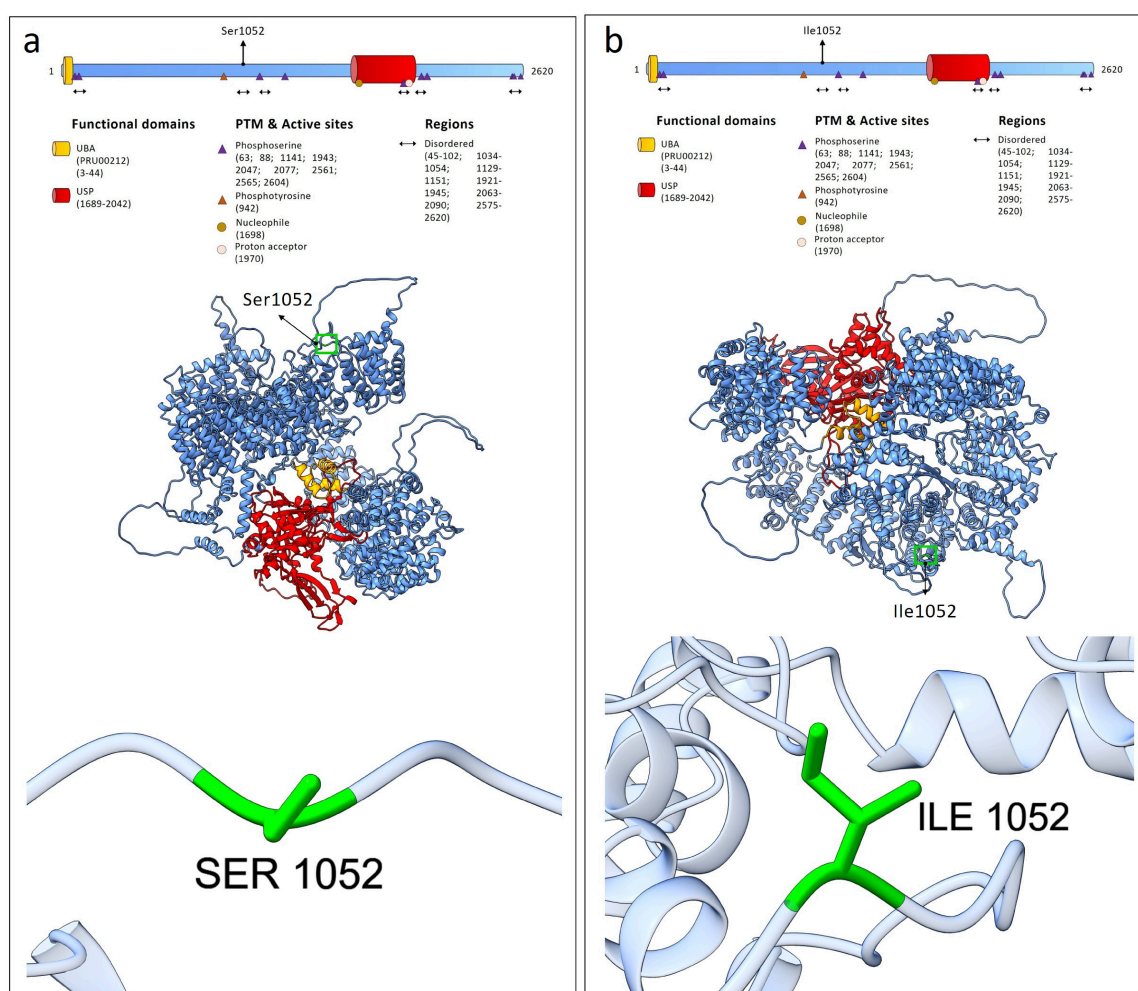 a
Ser1052
1
2620
Functional domains
UBA
(PRU00212)
(3-44)
USP
(1689-2042)
PTM & Active sites
Phosphoserine
(63; 88; 1141; 1943;
2047; 2077; 2561;
2565; 2604)
Phosphotyrosine
(942)
Nucleophile
(1698)
Proton acceptor
(1970)
Regions
Disordered
(45-102; 1034-
1054; 1129-
1151; 1921-
1945; 2063-
2090; 2575-
2620)
Ser1052
SER 1052
b
Ile1052
1
2620
Functional domains
UBA
(PRU00212)
(3-44)
USP
(1689-2042)
PTM & Active sites
Phosphoserine
(63; 88; 1141; 1943;
2047; 2077; 2561;
2565; 2604)
Phosphotyrosine
(942)
Nucleophile
(1698)
Proton acceptor
(1970)
Regions
Disordered
(45-102; 1034-
1054; 1129-
1151; 1921-
1945; 2063-
2090; 2575-
2620)
Ile1052
ILE 1052